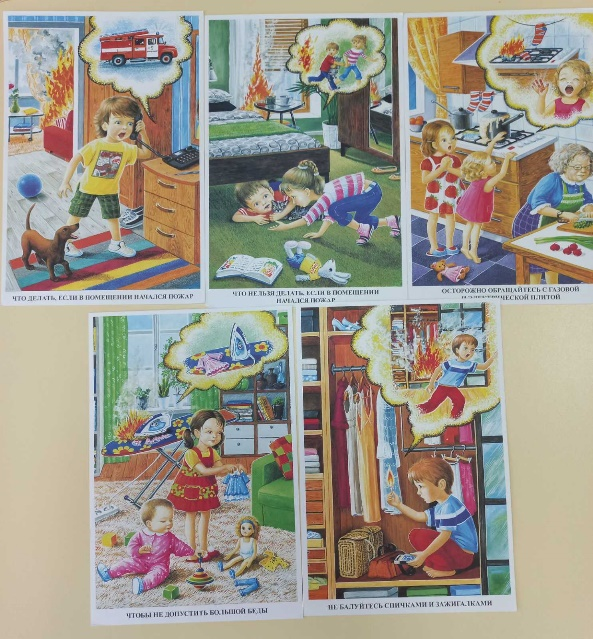 ЧТО ДЕЛАТЬ, ЕСЛИ В ПОМЕЩЕНИИ НАЧАЛСЯ ПОЖАР
ЧТО НЕЛЬЗЯ ДЕЛАТЬ, ЕСЛИ В ПОМЕЩЕНИИ
НАЧАЛСЯ ПОЖАР
ОСТОРОЖНО ОБРАЩАЙТЕСЬ С ГАЗОВОЙ
ПЛИТОЙ
ЧТОБЫ НЕ ДОПУСТИТЬ БОЛЬШОЙ БЕДЫ
НЕ БАЛУЙТЕСЬ СПИЧКАМИ И ЗАЖИГАЛКАМИ